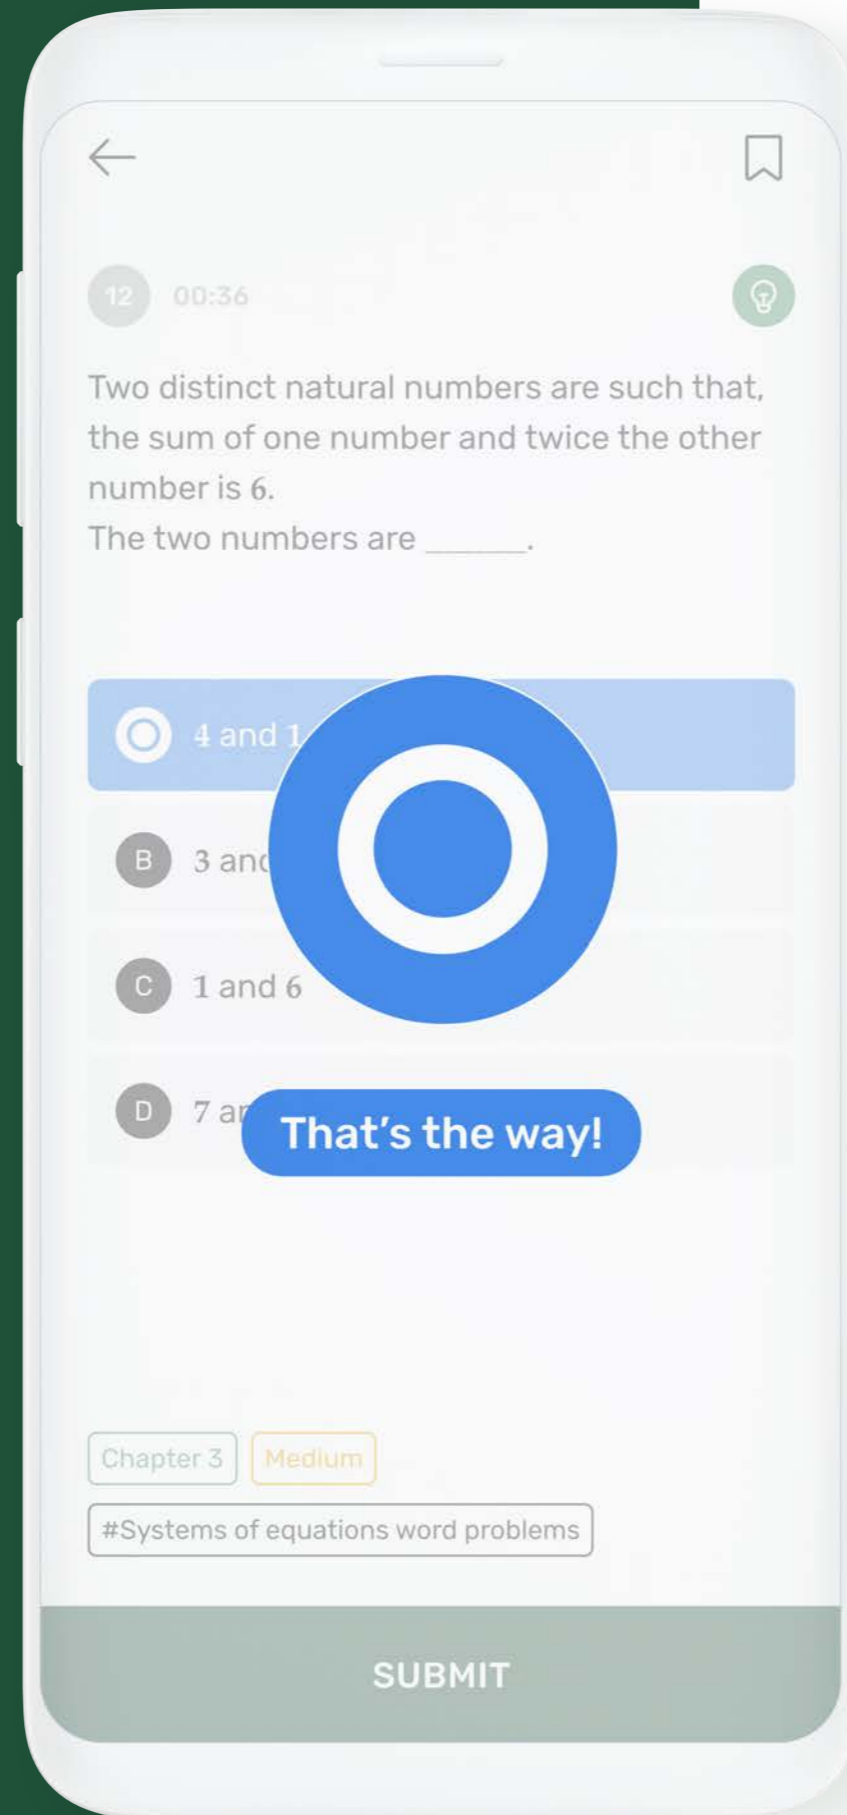 12 00:36
Two distinct natural numbers are such that,
the sum of one number and twice the other
number is 6.
The two numbers are ______.
4 and 1
B 3 and
C 1 and 6
D 7
That's the way!
Chapter 3 Medium
#Systems of equations word problems
SUBMIT